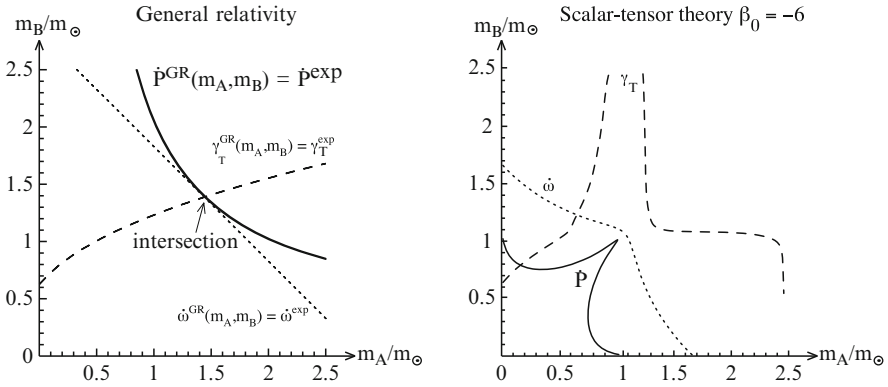 General relativity
m_B/m_⊙
2.5
2
1.5
1
0.5
0
0.5
1
1.5
2
2.5
m_A/m_⊙
Ṗ^GR(m_A,m_B) = Ṗ^exp
γ_T^GR(m_A,m_B) = γ_T^exp
intersection
ω̇^GR(m_A,m_B) = ω̇^exp
Scalar-tensor theory β_0 = −6
m_B/m_⊙
2.5
2
1.5
1
0.5
0
0
0.5
1
1.5
2
2.5
m_A/m_⊙
γ_T
ω̇
Ṗ